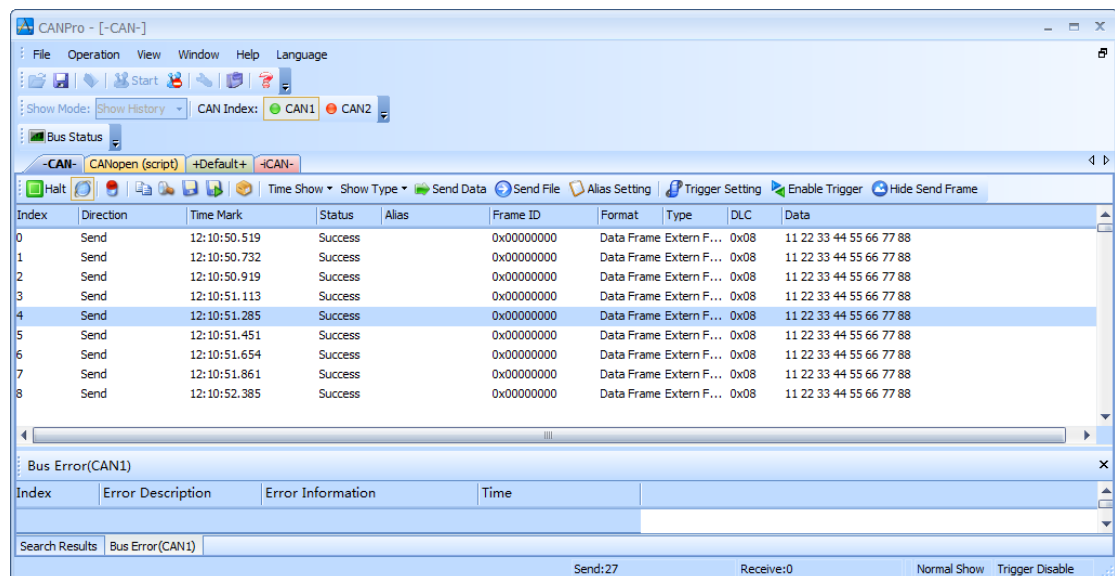 CANPro - [-CAN-]
File Operation View Window Help Language
Start
Show Mode: Show History CAN Index: CAN1 CAN2
Bus Status
-CAN- CANopen (script) +Default+ -iCAN-
Halt Time Show Show Type Send Data Send File Alias Setting Trigger Setting Enable Trigger Hide Send Frame
Index Direction Time Mark Status Alias Frame ID Format Type DLC Data
0 Send 12:10:50.519 Success 0x00000000 Data Frame Extern F... 0x08 11 22 33 44 55 66 77 88
1 Send 12:10:50.732 Success 0x00000000 Data Frame Extern F... 0x08 11 22 33 44 55 66 77 88
2 Send 12:10:50.919 Success 0x00000000 Data Frame Extern F... 0x08 11 22 33 44 55 66 77 88
3 Send 12:10:51.113 Success 0x00000000 Data Frame Extern F... 0x08 11 22 33 44 55 66 77 88
4 Send 12:10:51.285 Success 0x00000000 Data Frame Extern F... 0x08 11 22 33 44 55 66 77 88
5 Send 12:10:51.451 Success 0x00000000 Data Frame Extern F... 0x08 11 22 33 44 55 66 77 88
6 Send 12:10:51.654 Success 0x00000000 Data Frame Extern F... 0x08 11 22 33 44 55 66 77 88
7 Send 12:10:51.861 Success 0x00000000 Data Frame Extern F... 0x08 11 22 33 44 55 66 77 88
8 Send 12:10:52.385 Success 0x00000000 Data Frame Extern F... 0x08 11 22 33 44 55 66 77 88
Bus Error(CAN1)
Index Error Description Error Information Time
Search Results Bus Error(CAN1)
Send:27 Receive:0 Normal Show Trigger Disable